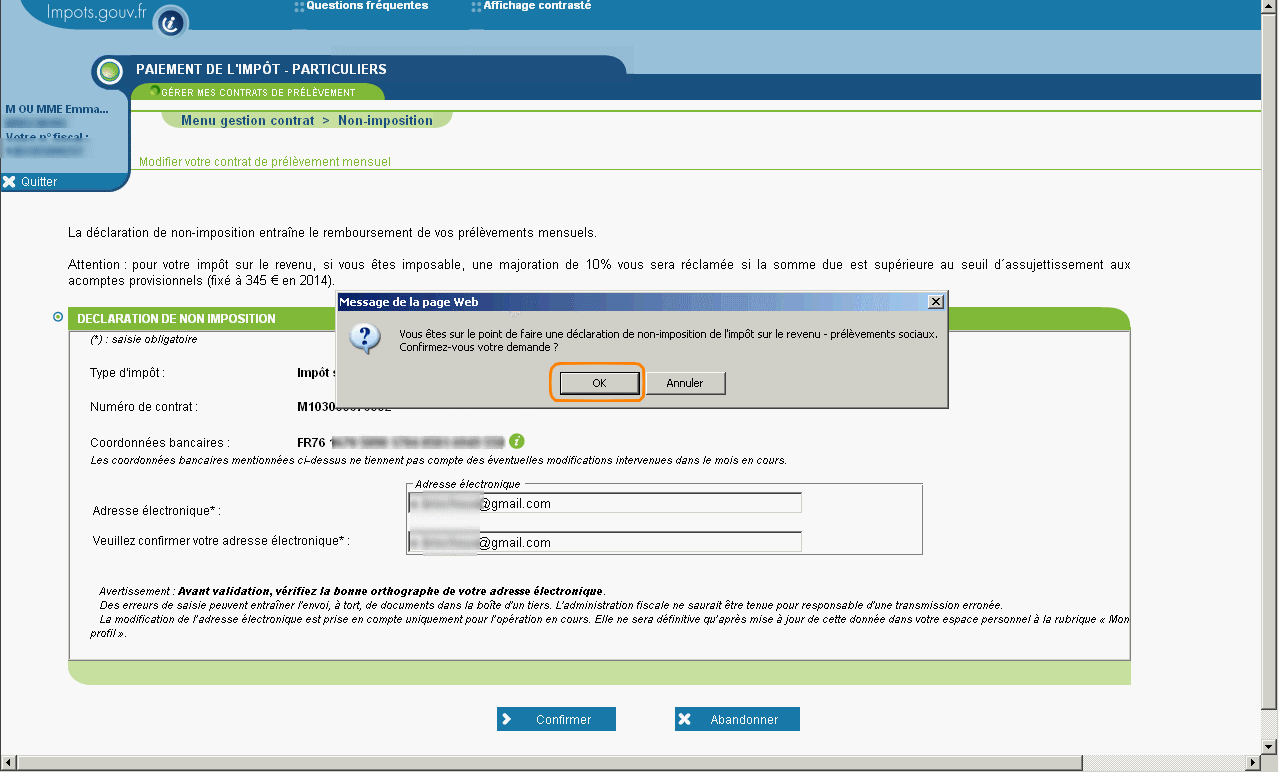 Impots.gouv.fr
Questions fréquentes
Affichage contrasté
PAIEMENT DE L'IMPÔT - PARTICULIERS
GÉRER MES CONTRATS DE PRÉLÈVEMENT
M OU MME Emma...
Votre n° fiscal :
Menu gestion contrat > Non-imposition
Modifier votre contrat de prélèvement mensuel
Quitter
La déclaration de non-imposition entraîne le remboursement de vos prélèvements mensuels.
Attention : pour votre impôt sur le revenu, si vous êtes imposable, une majoration de 10% vous sera réclamée si la somme due est supérieure au seuil d´assujettissement aux
acomptes provisionnels (fixé à 345 € en 2014).
Message de la page Web
Vous êtes sur le point de faire une déclaration de non-imposition de l'impôt sur le revenu - prélèvements sociaux.
Confirmez-vous votre demande ?
OK
Annuler
DECLARATION DE NON IMPOSITION
(*) : saisie obligatoire
Type d'impôt : Impôt s
Numéro de contrat :
Coordonnées bancaires : FR76
Les coordonnées bancaires mentionnées ci-dessus ne tiennent pas compte des éventuelles modifications intervenues dans le mois en cours.
Adresse électronique
Adresse électronique* : @gmail.com
Veuillez confirmer votre adresse électronique* : @gmail.com
Avertissement : Avant validation, vérifiez la bonne orthographe de votre adresse électronique.
Des erreurs de saisie peuvent entraîner l'envoi, à tort, de documents dans la boîte d'un tiers. L'administration fiscale ne saurait être tenue pour responsable d'une transmission erronée.
La modification de l'adresse électronique est prise en compte uniquement pour l'opération en cours. Elle ne sera définitive qu'après mise à jour de cette donnée dans votre espace personnel à la rubrique « Mon
profil ».
Confirmer
Abandonner